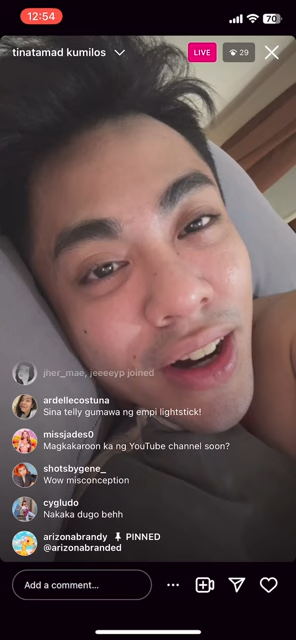 12:54
70
tinatamad kumilos
LIVE
29
jher_mae, jeeeeyp joined
ardellecostuna
Sina telly gumawa ng empi lightstick!
missjades0
Magkakaroon ka ng YouTube channel soon?
shotsbygene_
Wow misconception
cygludo
Nakaka dugo behh
arizonabrandy PINNED
@arizonabranded
Add a comment...